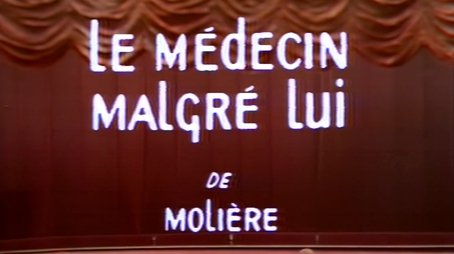 LE MÉDECIN
MALGRÉ LUI
DE
MOLIÈRE